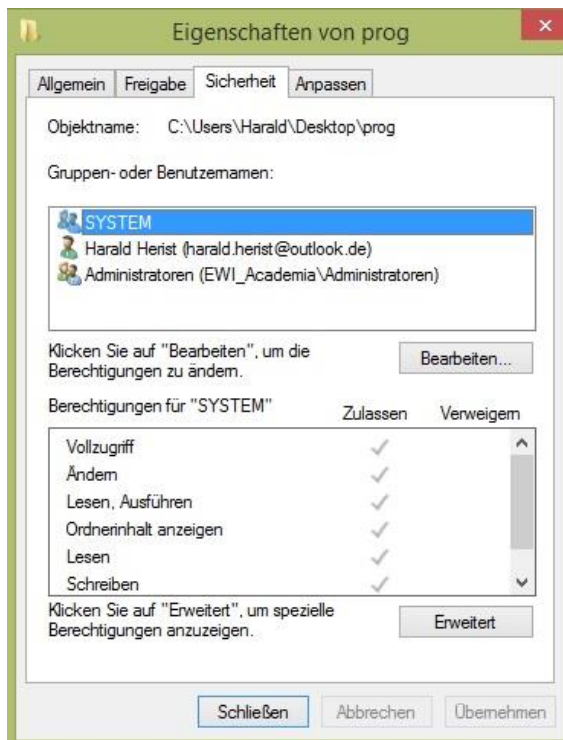 Eigenschaften von prog
Allgemein Freigabe Sicherheit Anpassen
Objektname: C:\Users\Harald\Desktop\prog
Gruppen- oder Benutzernamen:
SYSTEM
Harald Herist (harald.herist@outlook.de)
Administratoren (EWI_Academia\Administratoren)
Klicken Sie auf "Bearbeiten", um die
Berechtigungen zu ändern.
Bearbeiten...
Berechtigungen für "SYSTEM" Zulassen Verweigern
Vollzugriff
Ändern
Lesen, Ausführen
Ordnerinhalt anzeigen
Lesen
Schreiben
Klicken Sie auf "Erweitert", um spezielle
Berechtigungen anzuzeigen.
Erweitert
Schließen Abbrechen Übernehmen